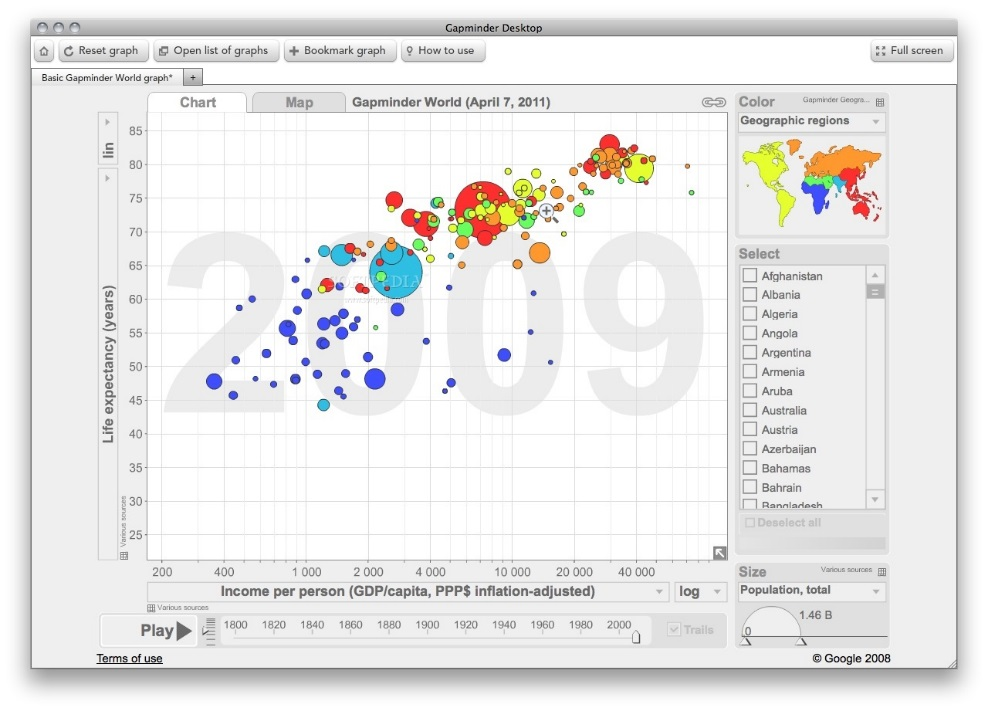 Gapminder Desktop
Reset graph
Open list of graphs
Bookmark graph
How to use
Full screen
Basic Gapminder World graph*
+
Chart
Map
Gapminder World (April 7, 2011)
Color
Gapminder Geogra...
Geographic regions
lin
Life expectancy (years)
Various sources
85
80
75
70
65
60
55
50
45
40
35
30
25
2009
SOFTPEDIA
200
400
1 000
2 000
4 000
10 000
20 000
40 000
Income per person (GDP/capita, PPP$ inflation-adjusted)
log
Various sources
Select
Afghanistan
Albania
Algeria
Angola
Argentina
Armenia
Aruba
Australia
Austria
Azerbaijan
Bahamas
Bahrain
Bangladesh
Deselect all
Size
Various sources
Population, total
1.46 B
0
Play
1800 1820 1840 1860 1880 1900 1920 1940 1960 1980 2000
Trails
Terms of use
© Google 2008